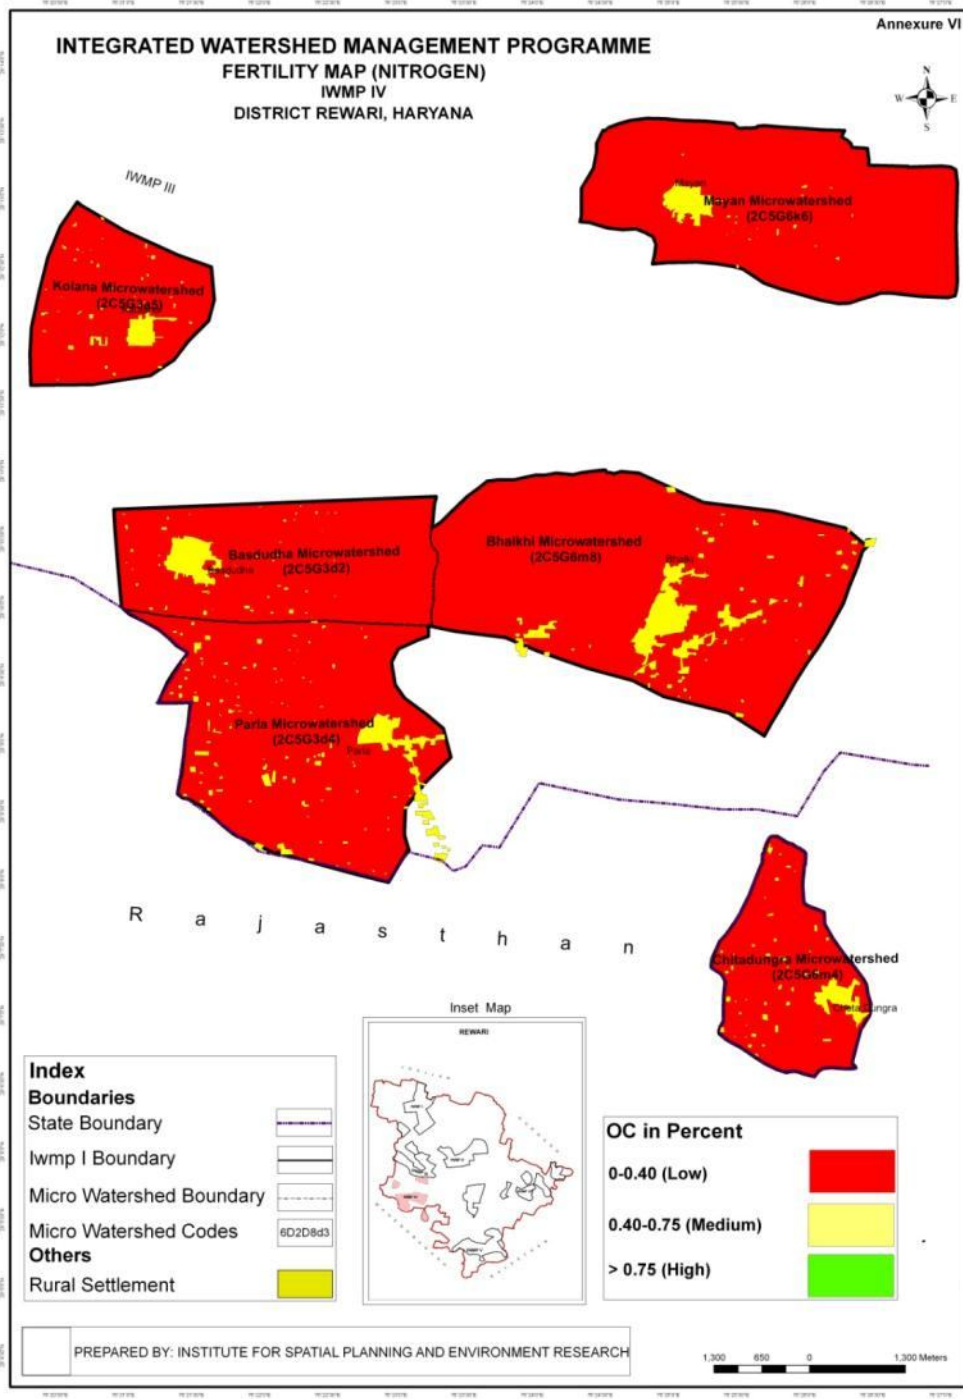 Annexure VI
INTEGRATED WATERSHED MANAGEMENT PROGRAMME
FERTILITY MAP (NITROGEN)
IWMP IV
DISTRICT REWARI, HARYANA
N
W E
S
IWMP III
Mayan
Mayan Microwatershed
(2C5G6k6)
Kolana Microwatershed
(2C5G3a5)
Bhaikhi Microwatershed
(2C5G6m8)
Bhaiki
Basdudha Microwatershed
(2C5G3d2)
Basdudha
Parla Microwatershed
(2C5G3d4)
Parla
Rajasthan
Chitadungra Microwatershed
(2C5G6m4)
Inset Map
REWARI
Index
Boundaries
State Boundary
Iwmp I Boundary
Micro Watershed Boundary
Micro Watershed Codes 6D2D8d3
Others
Rural Settlement
OC in Percent
0-0.40 (Low)
0.40-0.75 (Medium)
> 0.75 (High)
PREPARED BY: INSTITUTE FOR SPATIAL PLANNING AND ENVIRONMENT RESEARCH
1,300 650 0 1,300 Meters